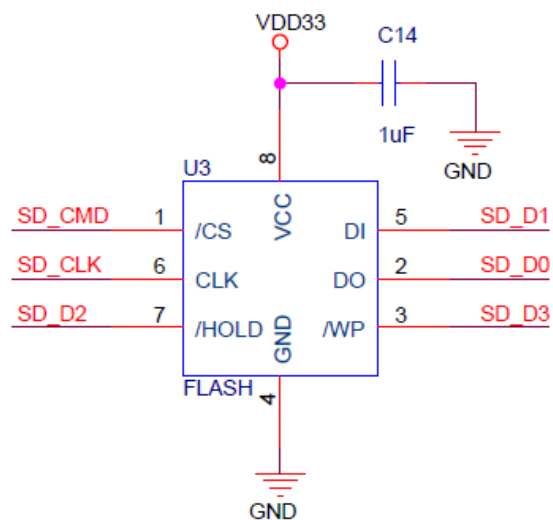 VDD33
C14
1uF
GND
8
U3
VCC
SD_CMD 1 /CS DI 5 SD_D1
SD_CLK 6 CLK DO 2 SD_D0
SD_D2 7 /HOLD GND /WP 3 SD_D3
FLASH
4
GND